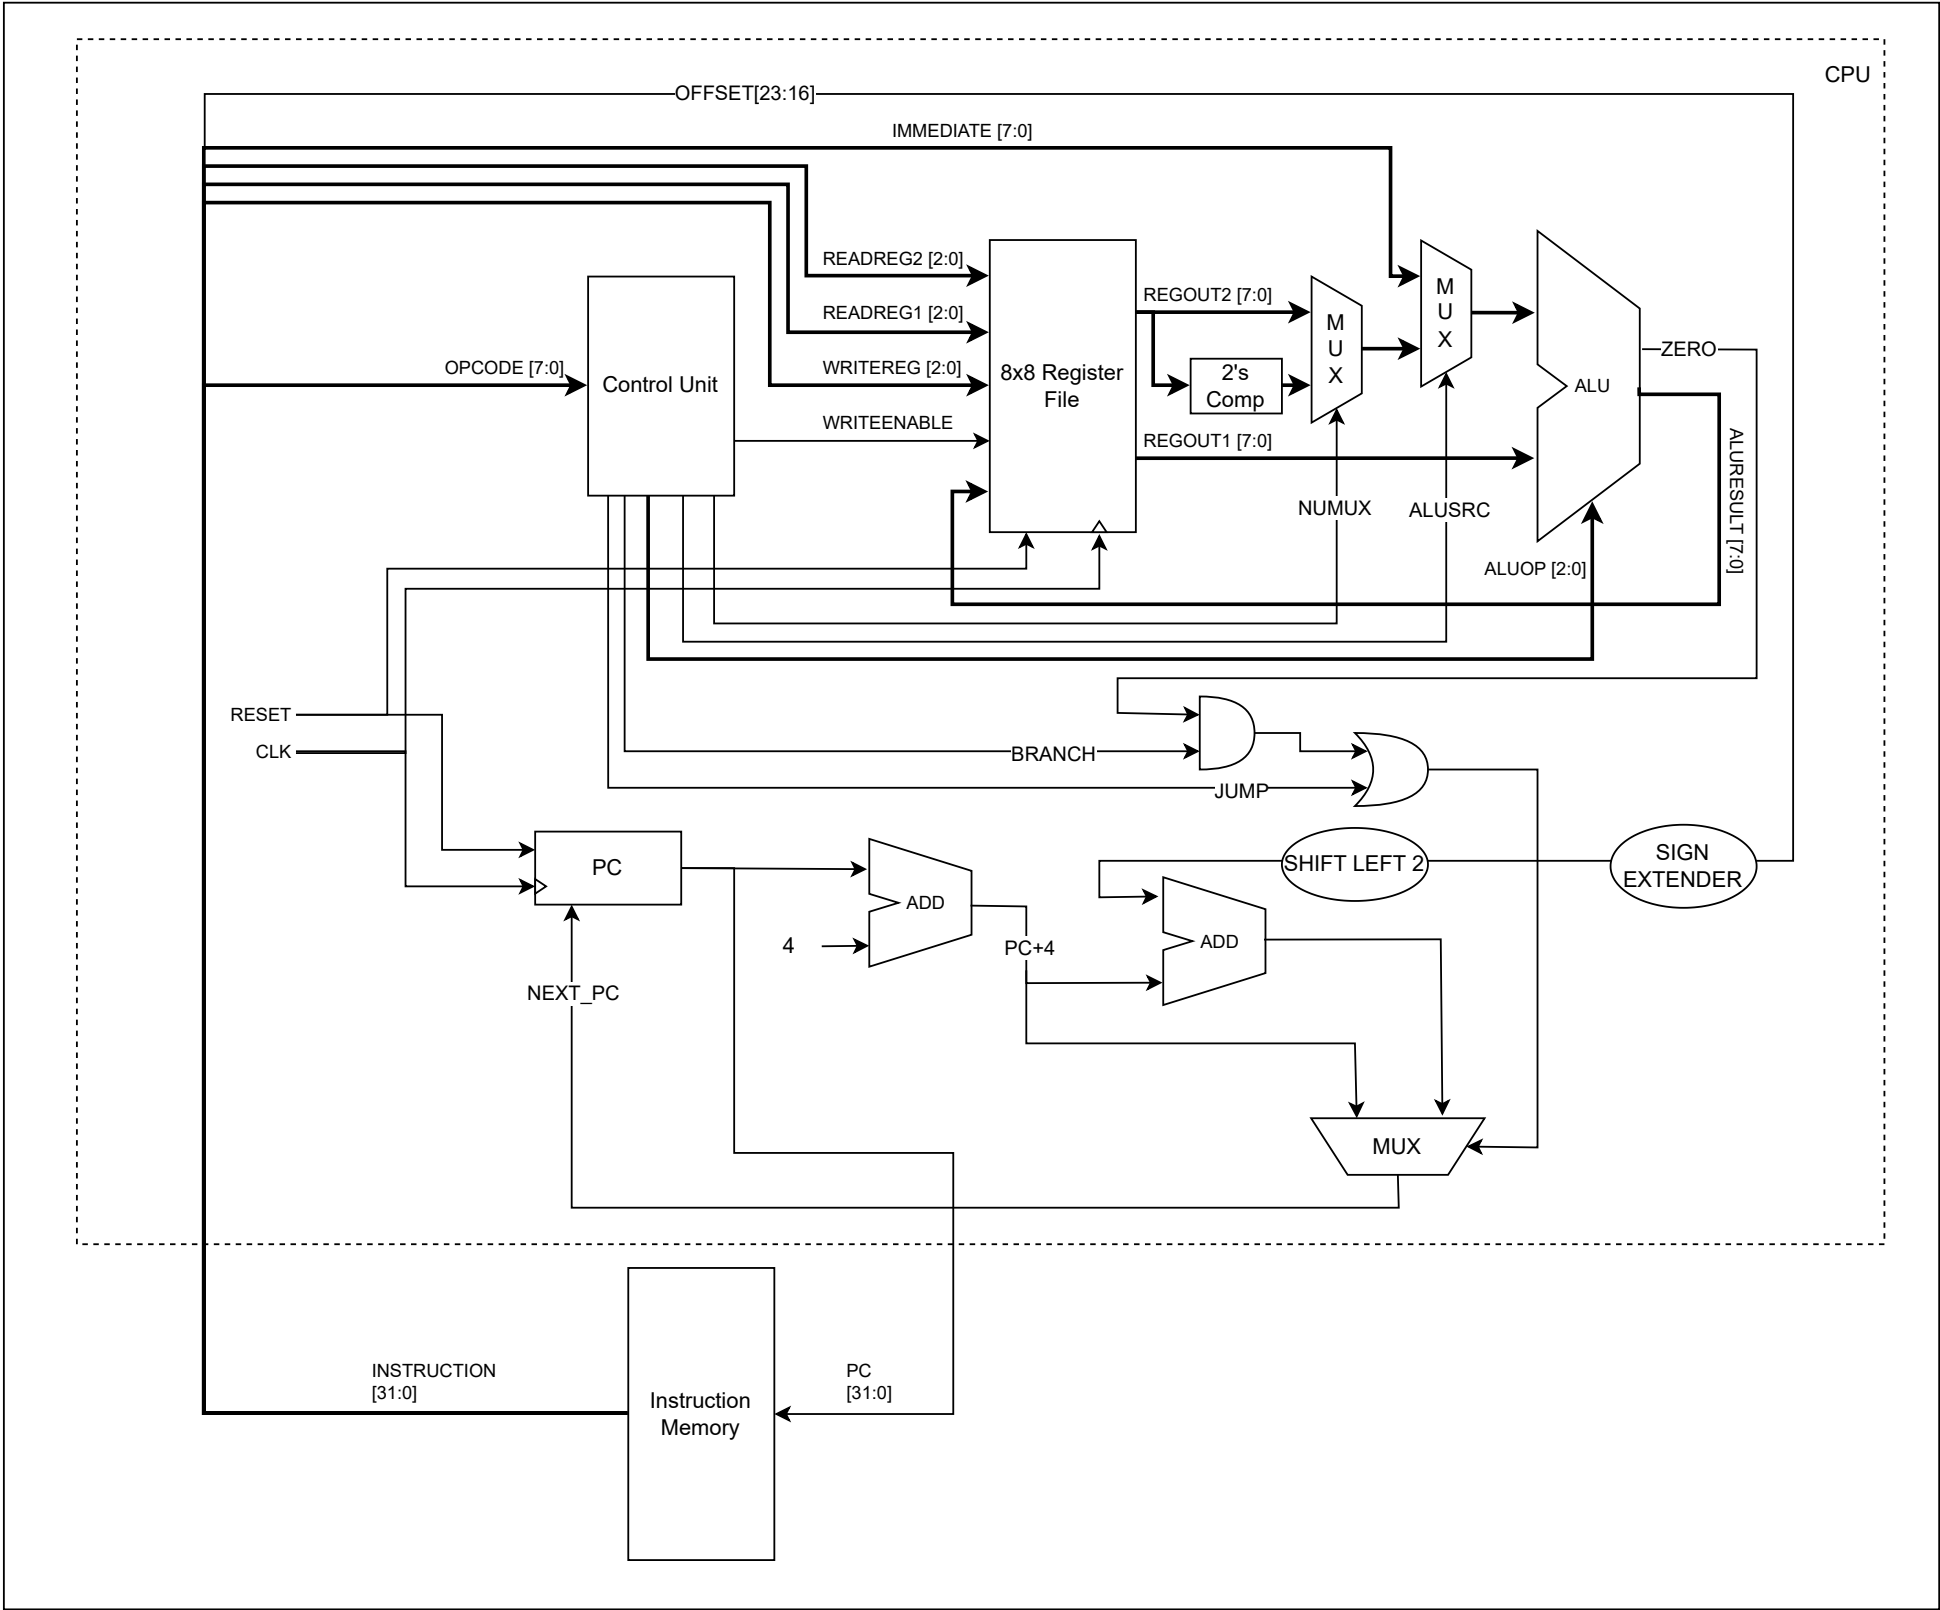 CPU
OFFSET[23:16]
IMMEDIATE [7:0]
READREG2 [2:0]
READREG1 [2:0]
WRITEREG [2:0]
WRITEENABLE
OPCODE [7:0]
Control Unit
8x8 Register
File
REGOUT2 [7:0]
2's
Comp
REGOUT1 [7:0]
M
U
X
M
U
X
ALU
ZERO
ALURESULT [7:0]
NUMUX
ALUSRC
ALUOP [2:0]
RESET
CLK
BRANCH
JUMP
PC
ADD
4
PC+4
SHIFT LEFT 2
SIGN
EXTENDER
ADD
NEXT_PC
MUX
INSTRUCTION
[31:0]
Instruction
Memory
PC
[31:0]